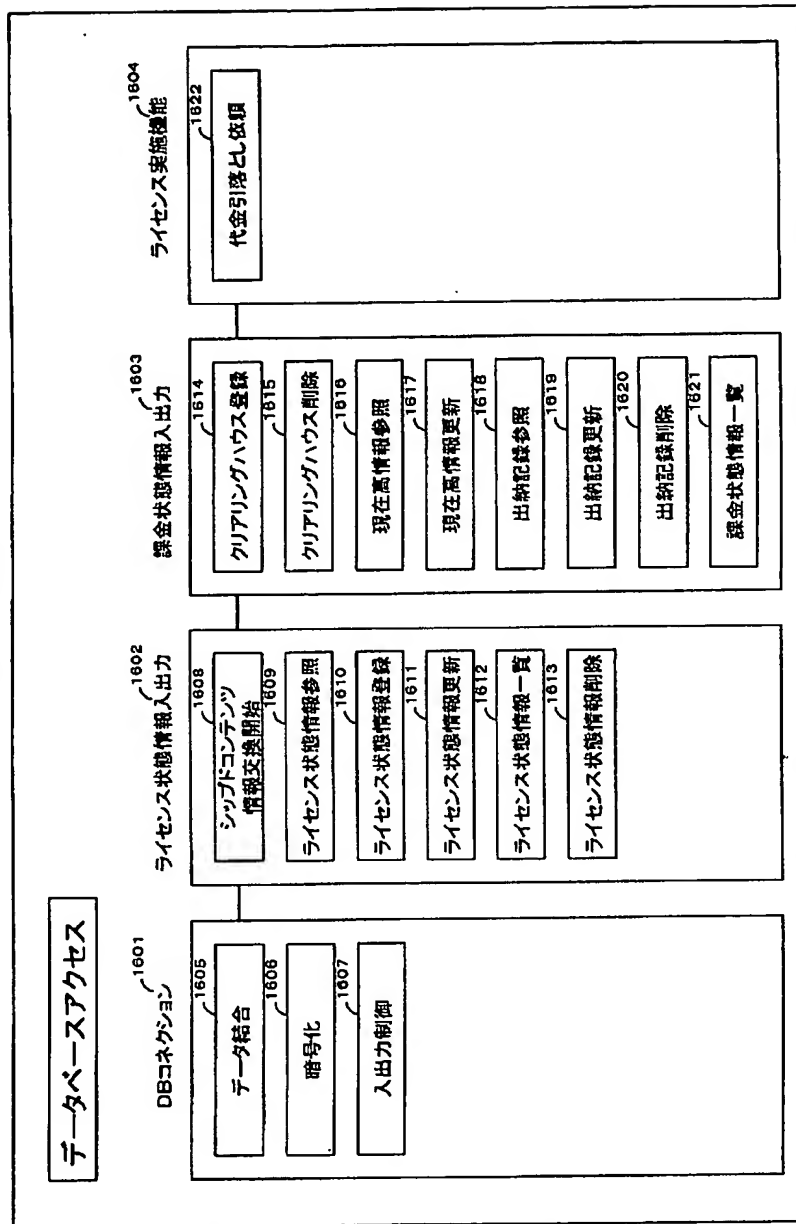 データベースアクセス
DBコネクション 1601
1605
データ結合
1606
暗号化
1607
入出力制御
ライセンス状態情報入出力 1602
1608
シップドコンテンツ
情報交換開始
1609
ライセンス状態情報参照
1610
ライセンス状態情報登録
1611
ライセンス状態情報更新
1612
ライセンス状態情報一覧
1613
ライセンス状態情報削除
課金状態情報入出力 1603
1614
クリアリングハウス登録
1615
クリアリングハウス削除
1616
現在高情報参照
1617
現在高情報更新
1618
出納記録参照
1619
出納記録更新
1620
出納記録削除
1621
課金状態情報一覧
ライセンス実施機能 1604
1622
代金引落とし依頼